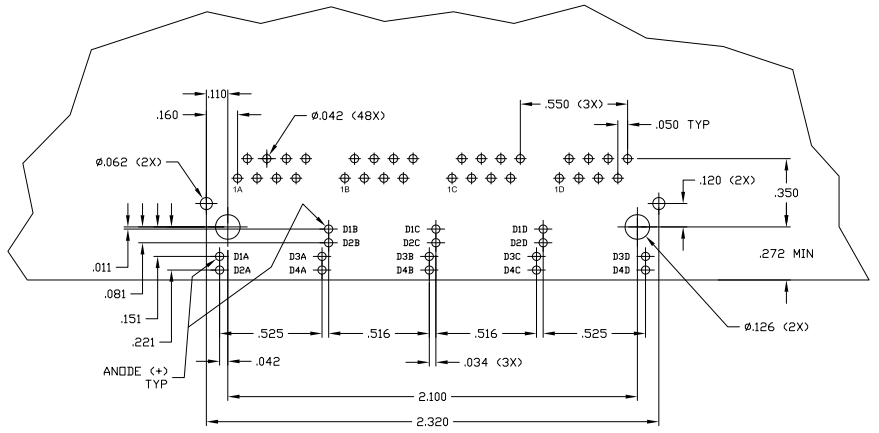 .110
.550 (3X)
.160
Ø.042 (48X)
.050 TYP
Ø.062 (2X)
1A
1B
1C
1D
.120 (2X)
.350
D1B
D1C
D1D
D2B
D2C
D2D
.272 MIN
.011
D1A
D3A
D3B
D3C
D3D
D2A
D4A
D4B
D4C
D4D
.081
.151
Ø.126 (2X)
.221
.525
.516
.516
.525
.042
.034 (3X)
ANODE (+)
TYP
2.100
2.320